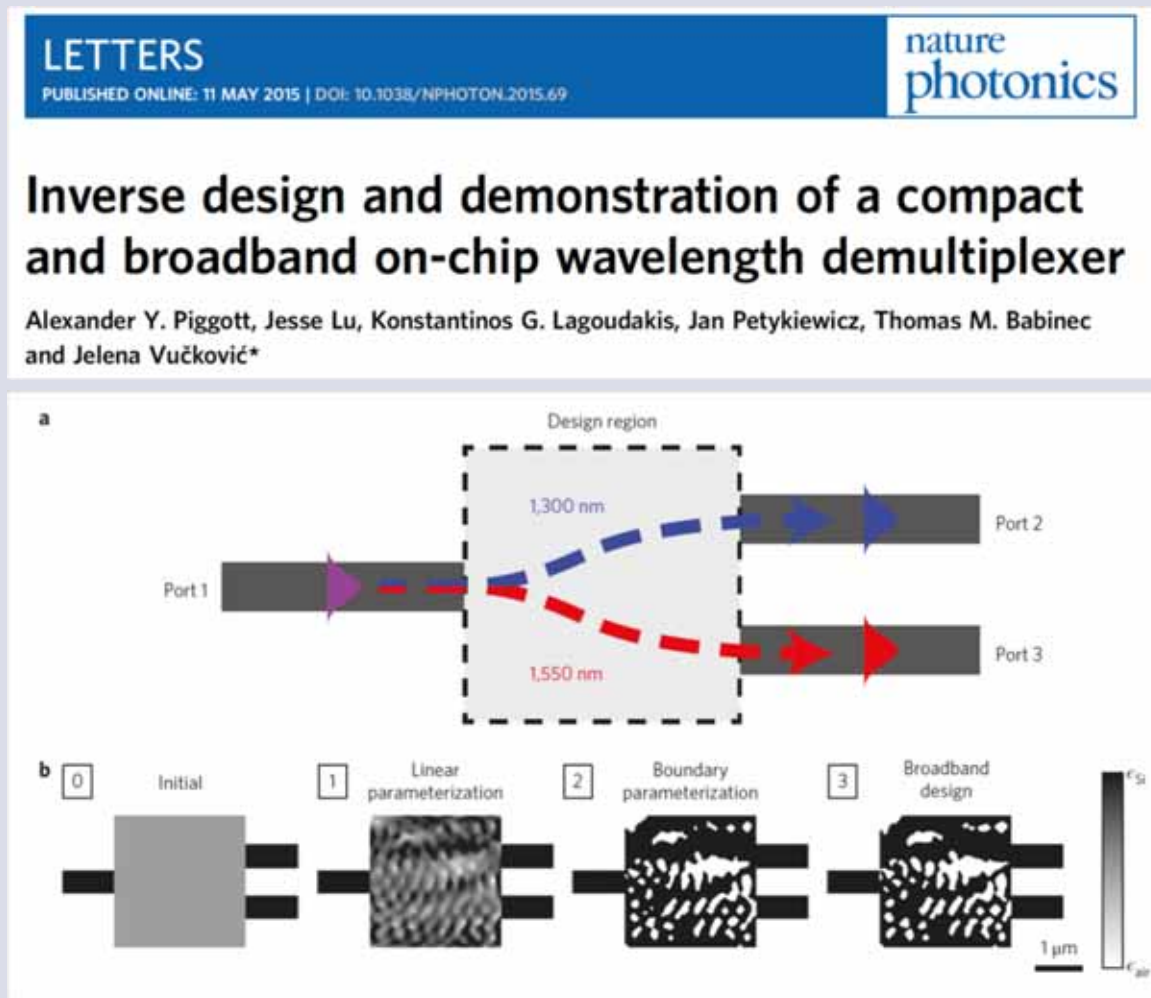 LETTERS
PUBLISHED ONLINE: 11 MAY 2015 | DOI: 10.1038/NPHOTON.2015.69
nature
photonics
Inverse design and demonstration of a compact
and broadband on-chip wavelength demultiplexer
Alexander Y. Piggott, Jesse Lu, Konstantinos G. Lagoudakis, Jan Petykiewicz, Thomas M. Babinec
and Jelena Vučković*
a
Design region
1,300 nm
Port 2
Port 1
Port 3
1,550 nm
b
0
Initial
1
Linear
parameterization
2
Boundary
parameterization
3
Broadband
design
ϵSi
1 µm
ϵair